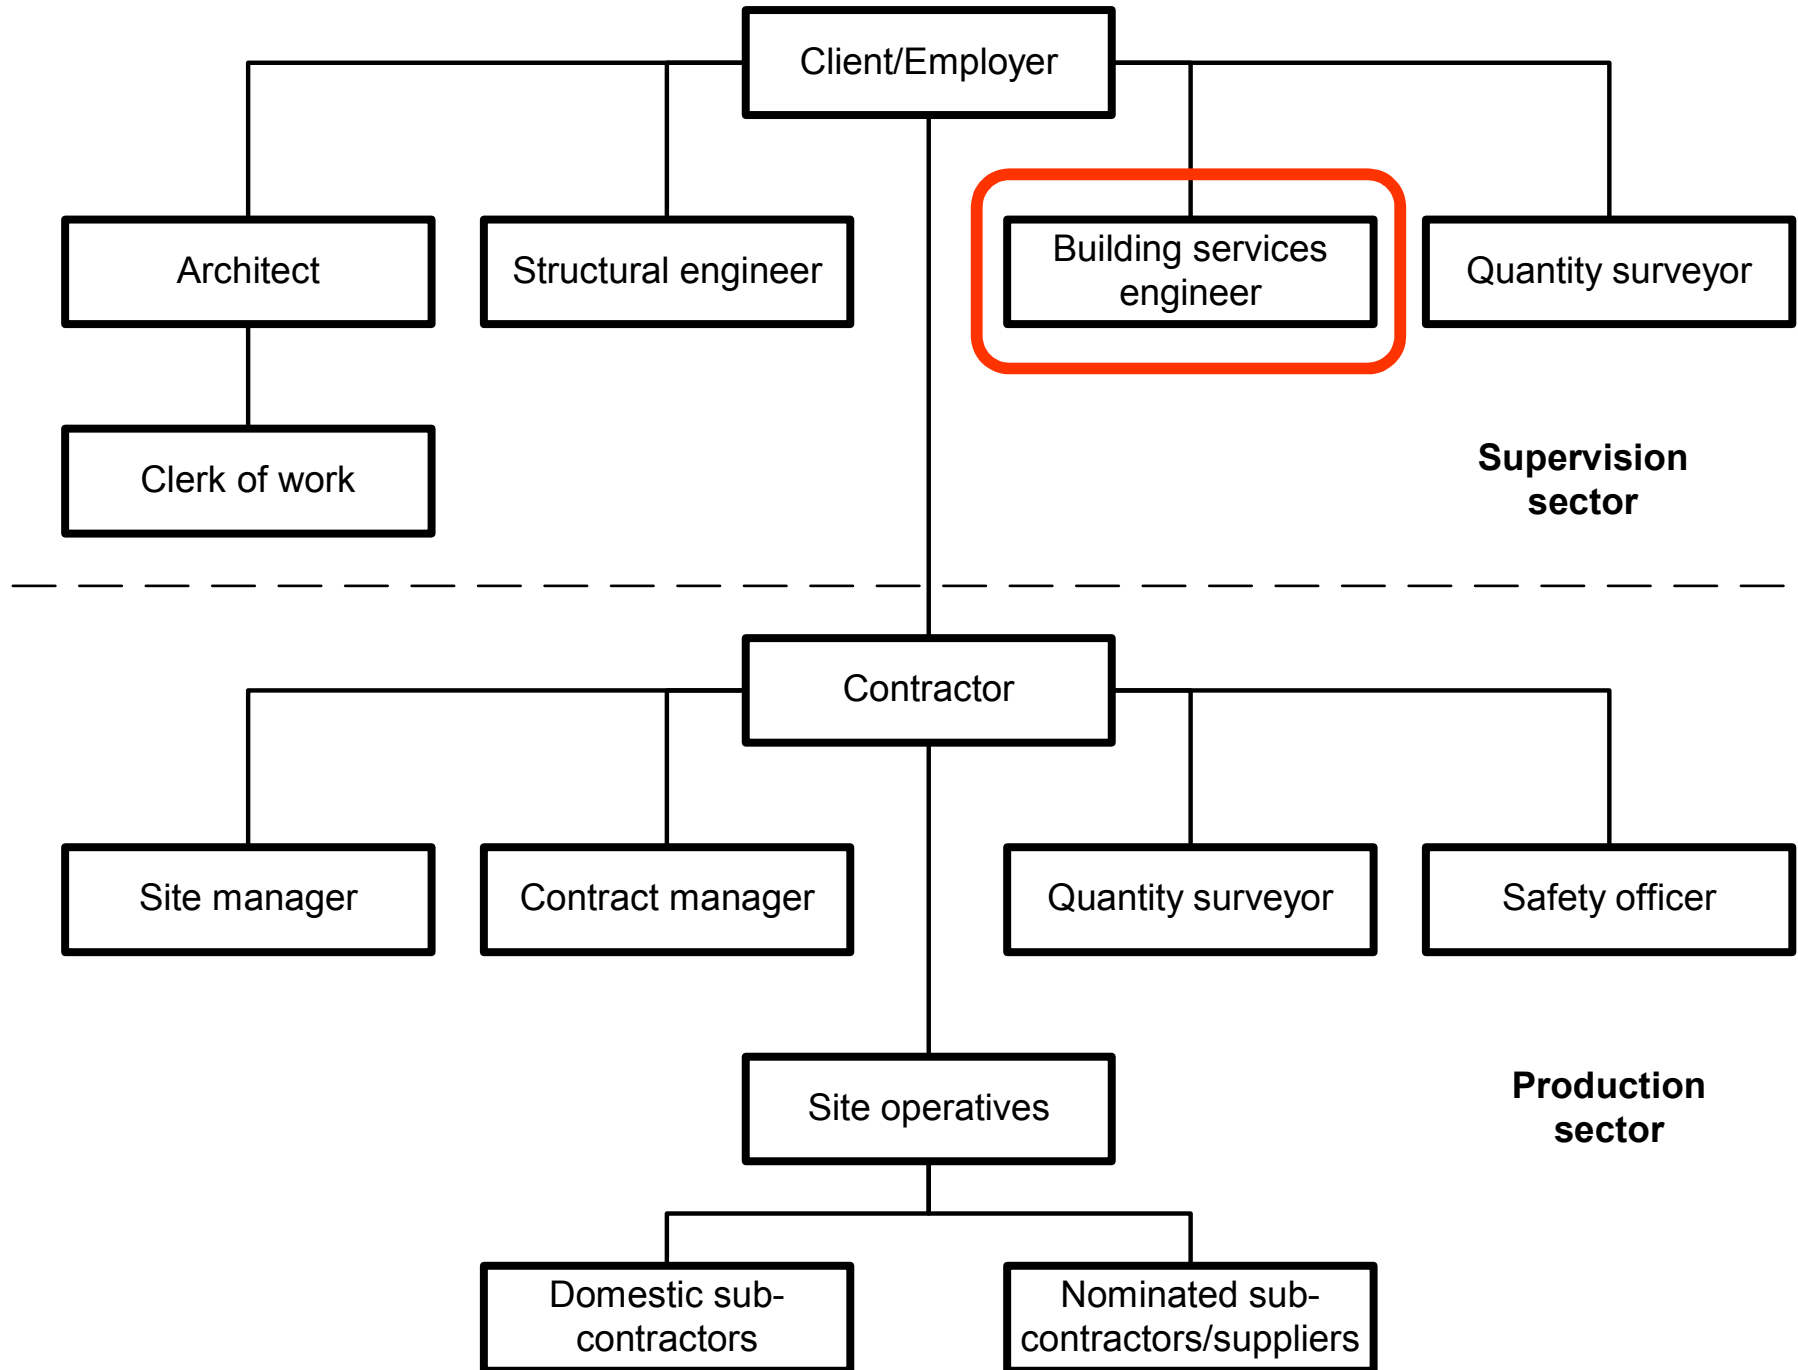 Client/Employer
Architect
Structural engineer
Building services
engineer
Quantity surveyor
Clerk of work
Supervision
sector
Contractor
Site manager
Contract manager
Quantity surveyor
Safety officer
Site operatives
Production
sector
Domestic sub-
contractors
Nominated sub-
contractors/suppliers